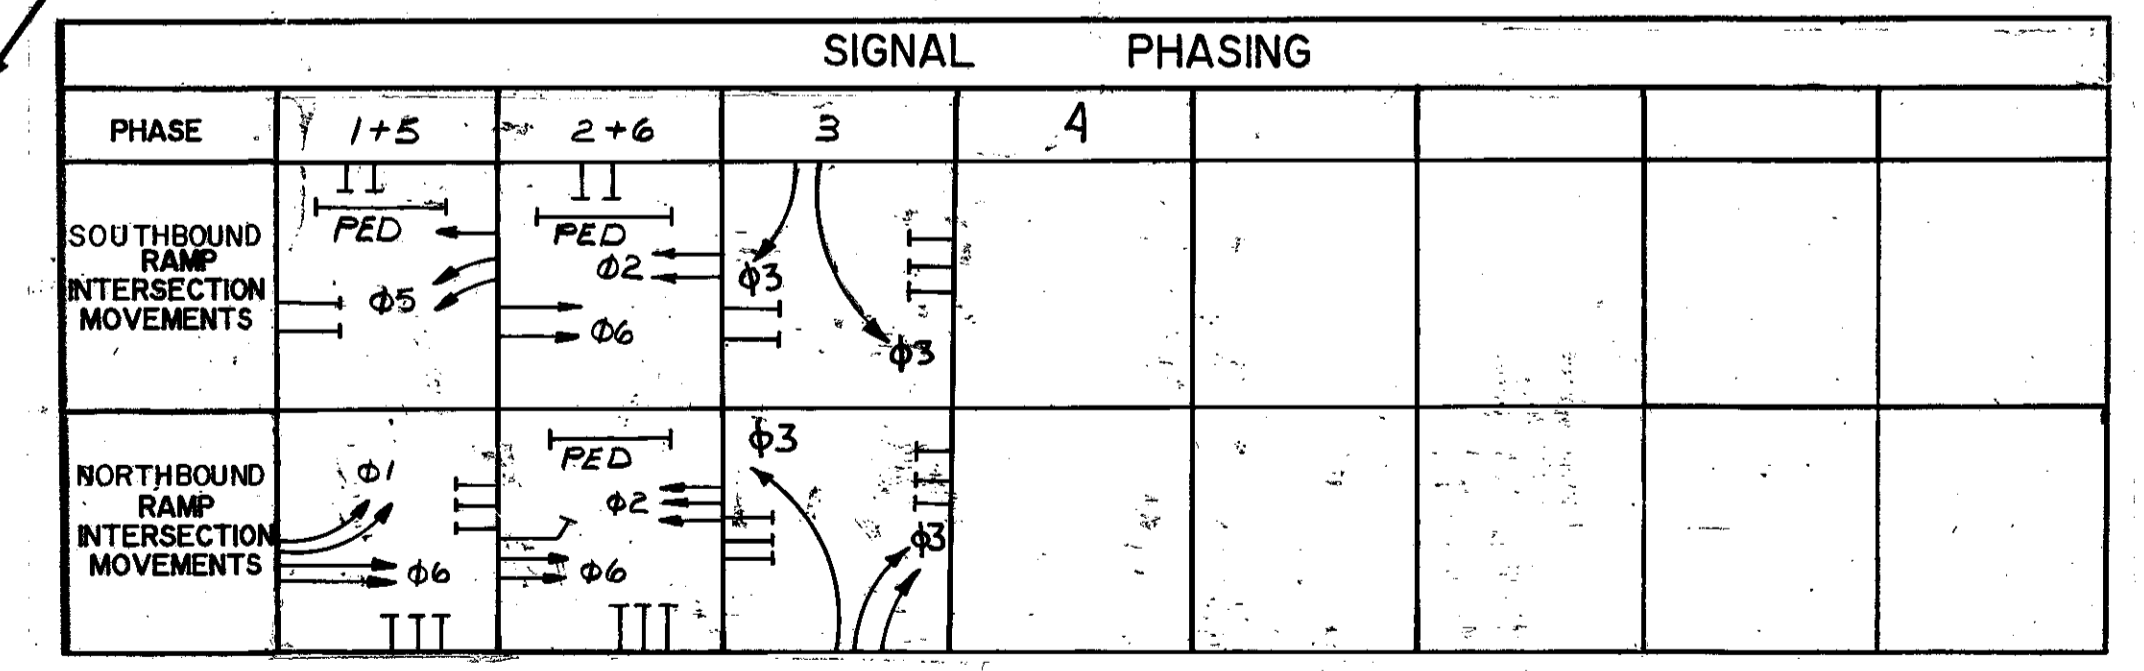 SIGNAL PHASING
PHASE 1+5 2+6 3 4
SOUTHBOUND
RAMP
INTERSECTION
MOVEMENTS
PED
Φ5
PED
Φ2
Φ6
Φ3
Φ3
NORTHBOUND
RAMP
INTERSECTION
MOVEMENTS
Φ1
Φ6
PED
Φ2
Φ6
Φ3
Φ3